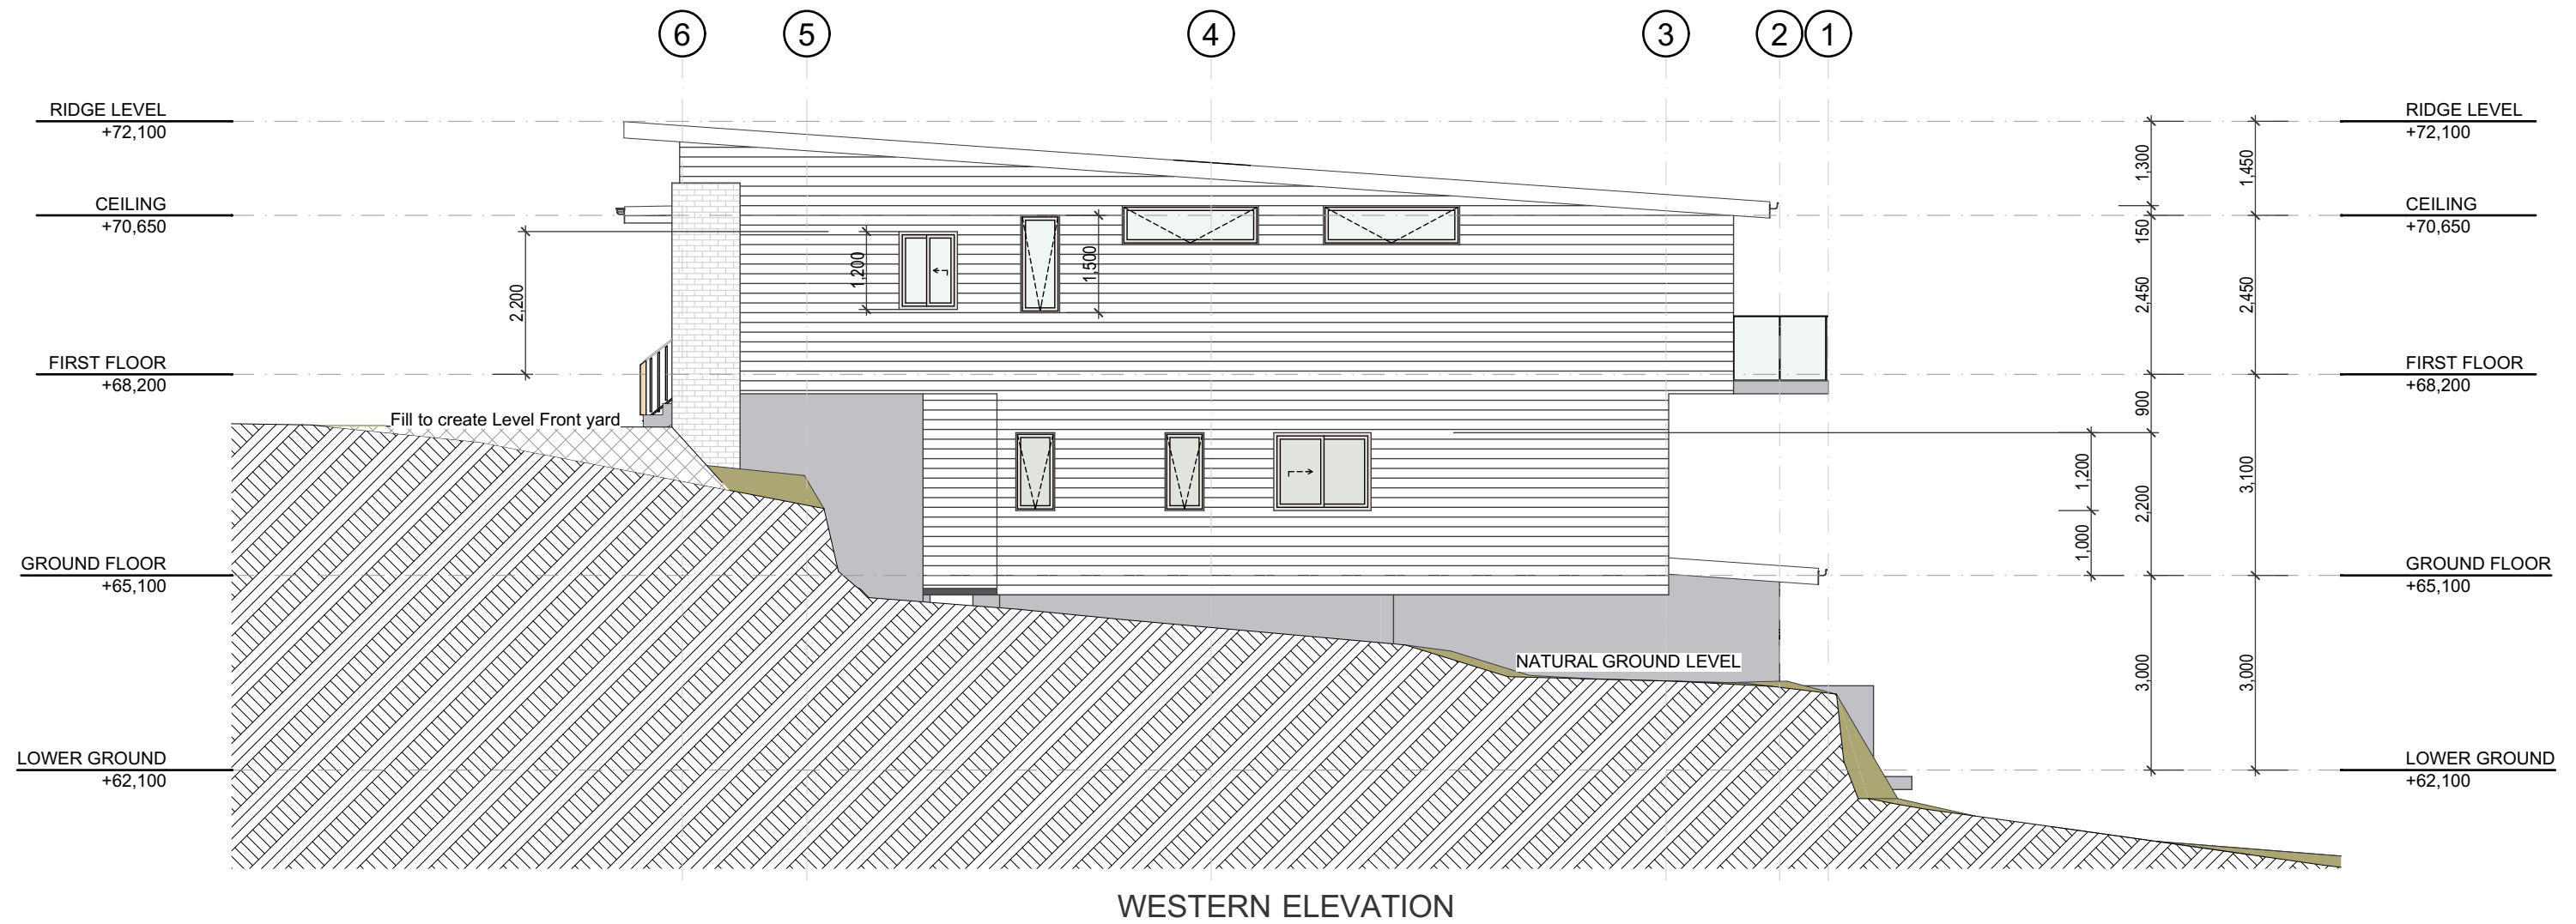 6 5 4 3 2 1
RIDGE LEVEL
+72,100
CEILING
+70,650
FIRST FLOOR
+68,200
GROUND FLOOR
+65,100
LOWER GROUND
+62,100
2,200
1,200
1,500
Fill to create Level Front yard
NATURAL GROUND LEVEL
1,200
1,000
1,300
150
2,450
900
2,200
3,000
1,450
2,450
3,100
3,000
RIDGE LEVEL
+72,100
CEILING
+70,650
FIRST FLOOR
+68,200
GROUND FLOOR
+65,100
LOWER GROUND
+62,100
WESTERN ELEVATION